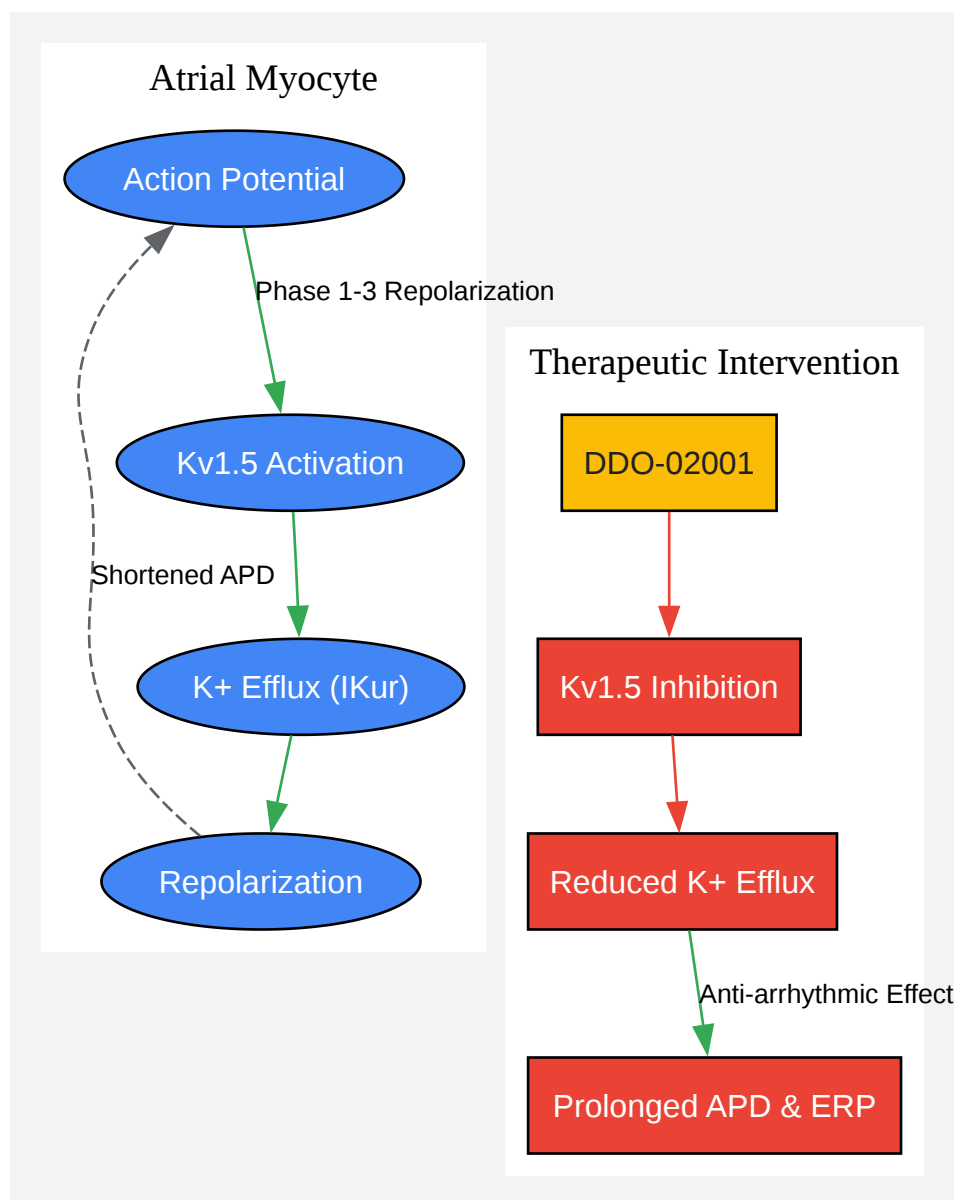 Atrial Myocyte
Action Potential
Phase 1-3 Repolarization
Kv1.5 Activation
Shortened APD
K+ Efflux (IKur)
Repolarization
Therapeutic Intervention
DDO-02001
Kv1.5 Inhibition
Reduced K+ Efflux
Anti-arrhythmic Effect
Prolonged APD & ERP